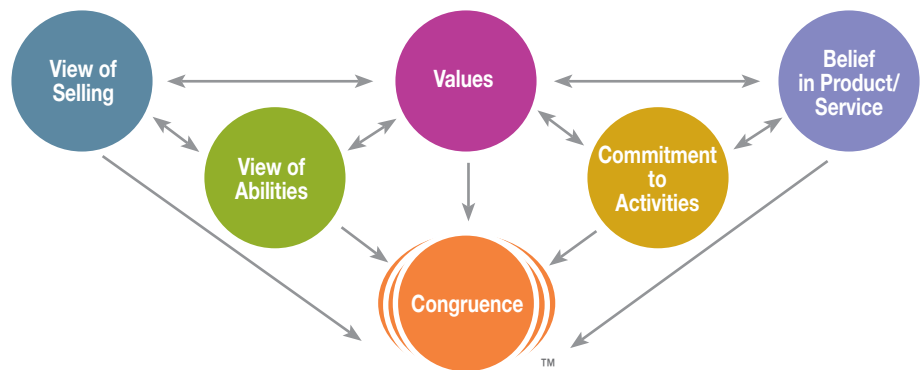 View of
Selling
Values
Belief
in Product/
Service
View of
Abilities
Commitment
to
Activities
Congruence
TM